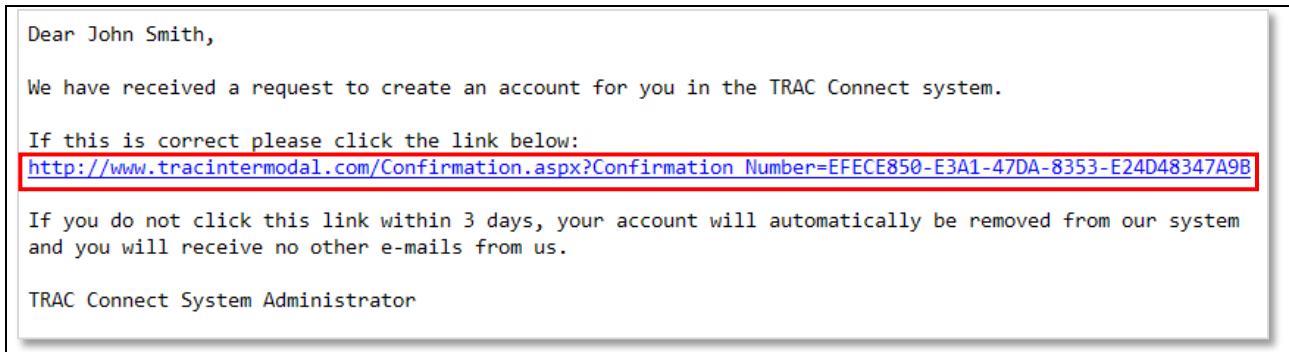 Dear John Smith,
We have received a request to create an account for you in the TRAC Connect system.
If this is correct please click the link below:
http://www.tracintermodal.com/Confirmation.aspx?Confirmation Number=EFECE850-E3A1-47DA-8353-E24D48347A9B
If you do not click this link within 3 days, your account will automatically be removed from our system
and you will receive no other e-mails from us.
TRAC Connect System Administrator